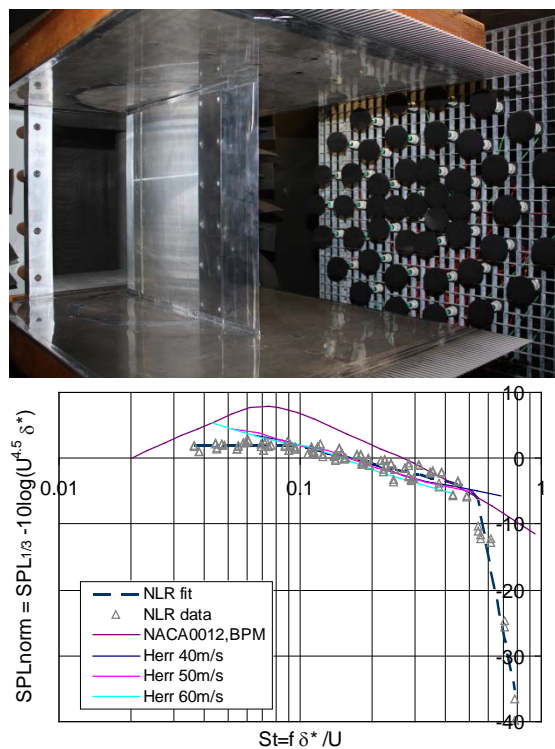 10
0
0.01
0.1
1
-10
-20
-30
-40
SPLnorm = SPL1/3 -10log(U4.5 δ*)
NLR fit
NLR data
NACA0012,BPM
Herr 40m/s
Herr 50m/s
Herr 60m/s
St=f δ* /U